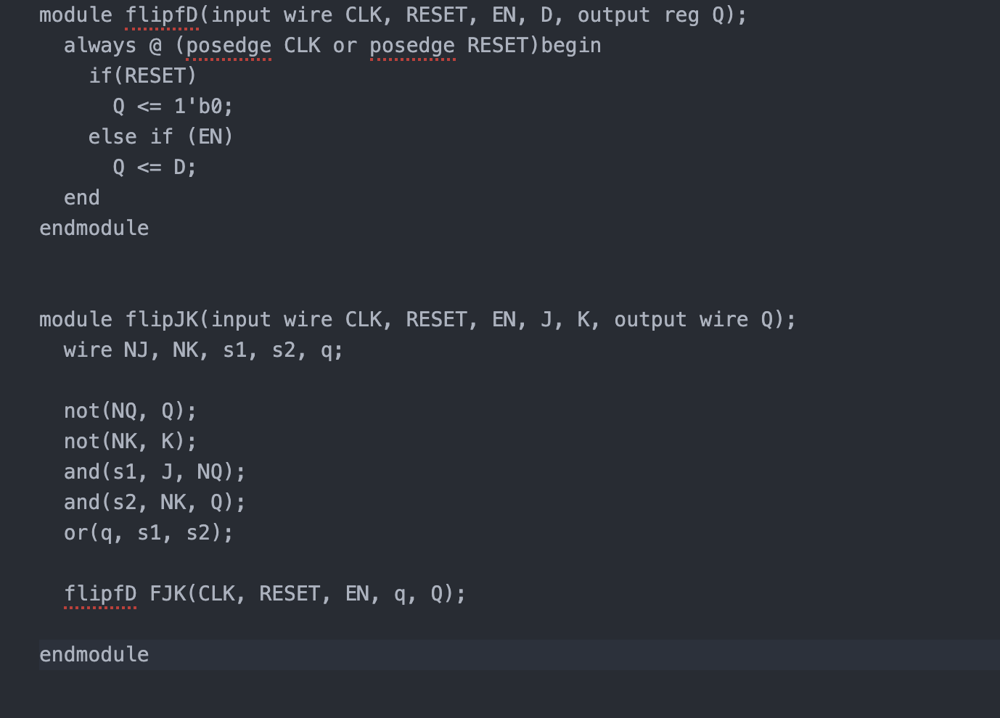 module flipfD(input wire CLK, RESET, EN, D, output reg Q);
  always @ (posedge CLK or posedge RESET)begin
    if(RESET)
      Q <= 1'b0;
    else if (EN)
      Q <= D;
  end
endmodule
module flipJK(input wire CLK, RESET, EN, J, K, output wire Q);
  wire NJ, NK, s1, s2, q;
  not(NQ, Q);
  not(NK, K);
  and(s1, J, NQ);
  and(s2, NK, Q);
  or(q, s1, s2);
  flipfD FJK(CLK, RESET, EN, q, Q);
endmodule